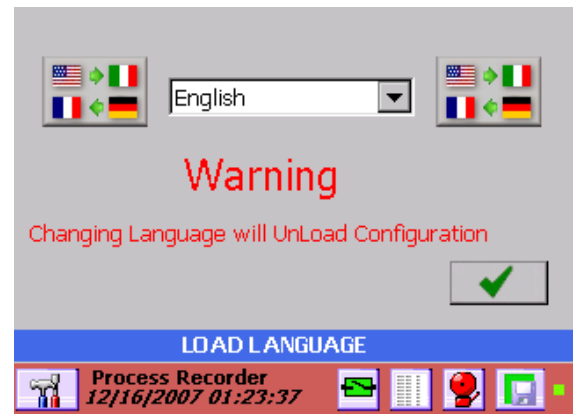 English
Warning
Changing Language will UnLoad Configuration
LOAD LANGUAGE
Process Recorder
12/16/2007 01:23:37